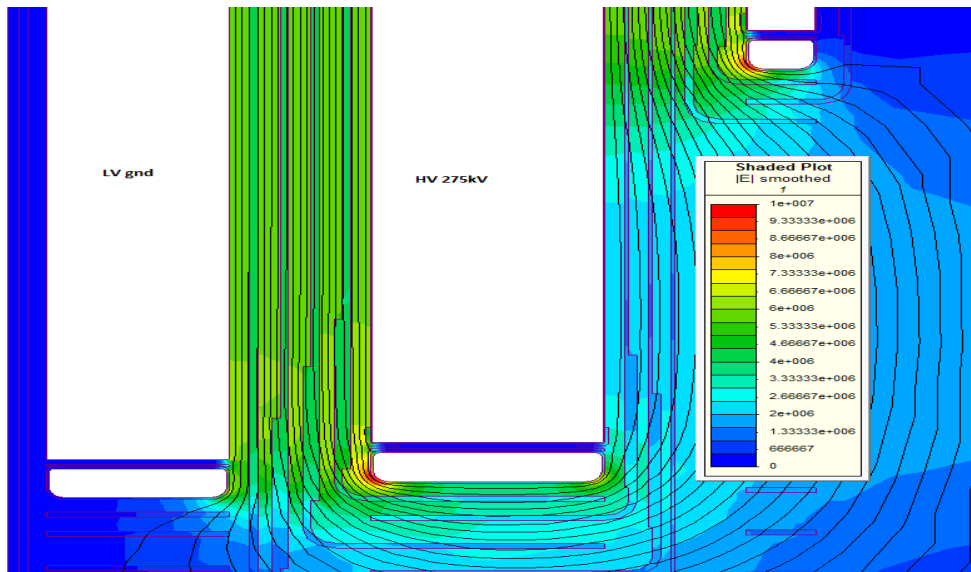 LV gnd
HV 275kV
Shaded Plot
|E| smoothed
1
1e+007
9.33333e+006
8.66667e+006
8e+006
7.33333e+006
6.66667e+006
6e+006
5.33333e+006
4.66667e+006
4e+006
3.33333e+006
2.66667e+006
2e+006
1.33333e+006
666667
0